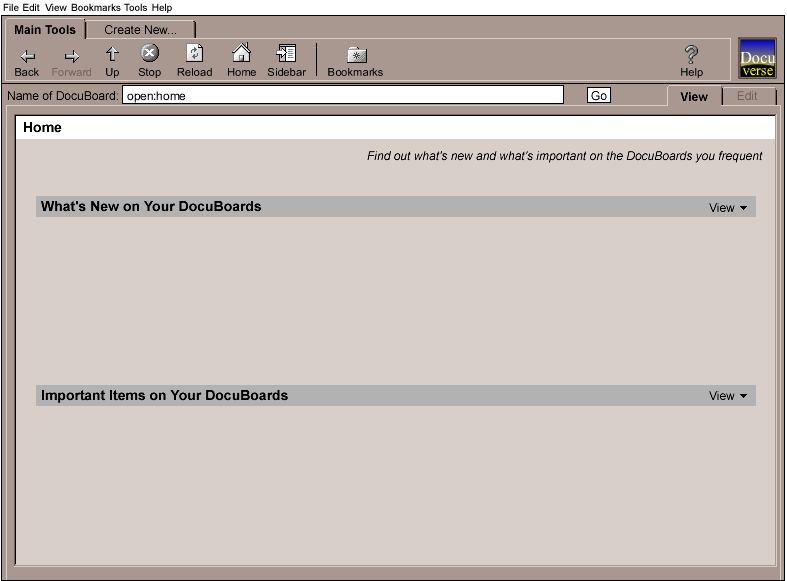 File Edit View Bookmarks Tools Help
Main Tools Create New...
Back Forward Up Stop Reload Home Sidebar Bookmarks Help
Docu
verse
Name of DocuBoard: open:home Go View Edit
Home
Find out what's new and what's important on the DocuBoards you frequent
What's New on Your DocuBoards View
Important Items on Your DocuBoards View